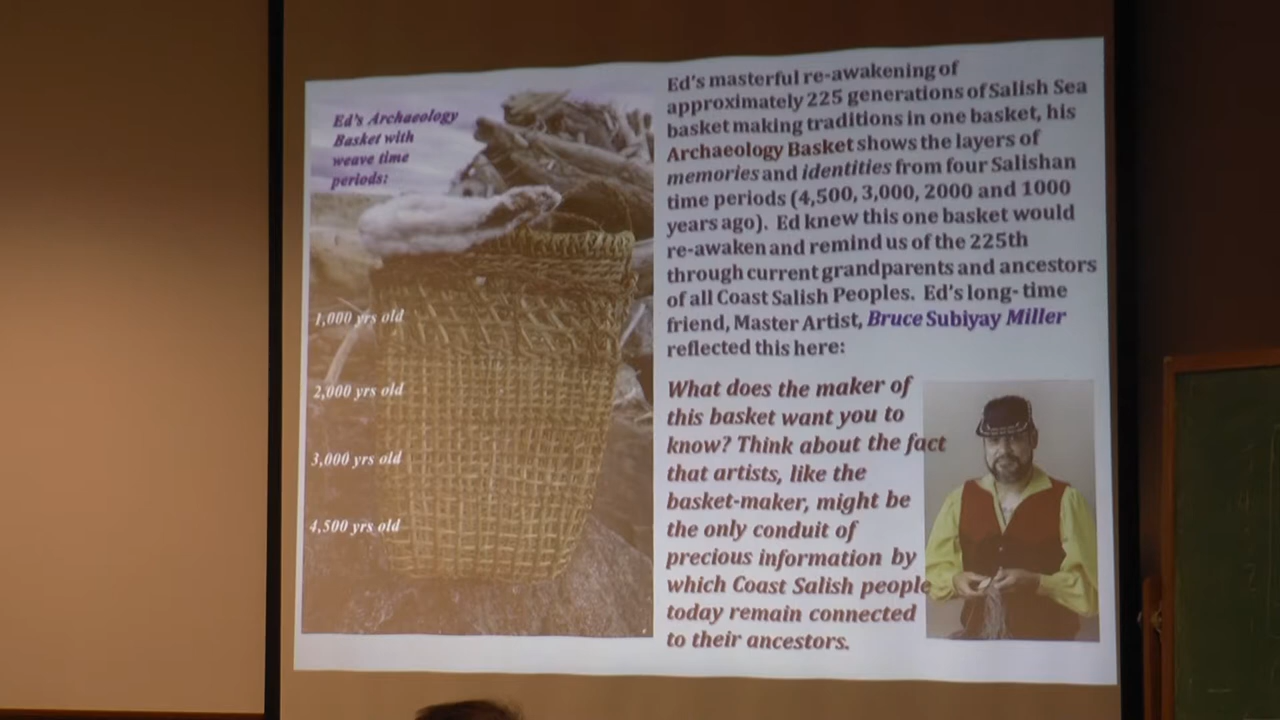 Ed's Archaeology
Basket with
weave time
periods:
1,000 yrs old
2,000 yrs old
3,000 yrs old
4,500 yrs old
Ed's masterful re-awakening of
approximately 225 generations of Salish Sea
basket making traditions in one basket, his
Archaeology Basket shows the layers of
memories and identities from four Salishan
time periods (4,500, 3,000, 2000 and 1000
years ago). Ed knew this one basket would
re-awaken and remind us of the 225th
through current grandparents and ancestors
of all Coast Salish Peoples. Ed's long- time
friend, Master Artist, Bruce Subiyay Miller
reflected this here:
What does the maker of
this basket want you to
know? Think about the fact
that artists, like the
basket-maker, might be
the only conduit of
precious information by
which Coast Salish people
today remain connected
to their ancestors.